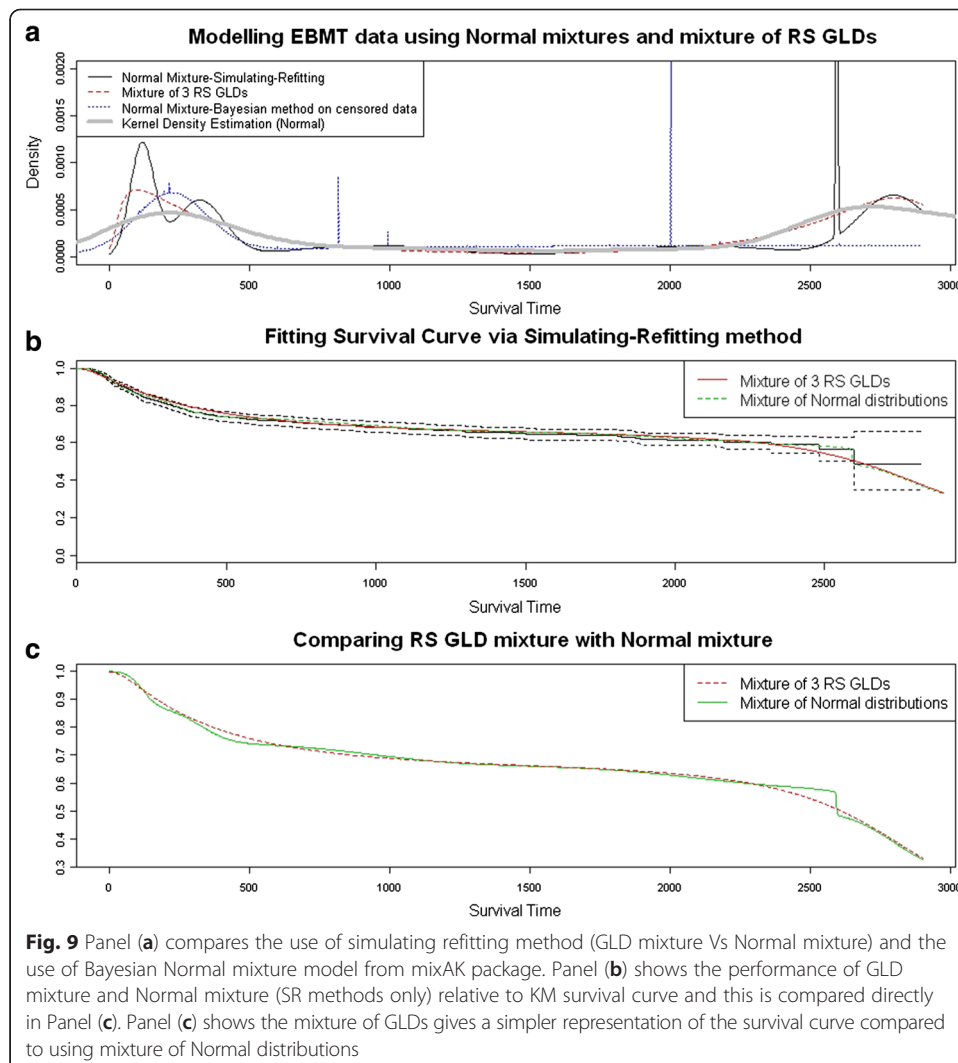 a
Modelling EBMT data using Normal mixtures and mixture of RS GLDs
Normal Mixture-Simulating-Refitting
Mixture of 3 RS GLDs
Normal Mixture-Bayesian method on censored data
Kernel Density Estimation (Normal)
Density
0.0020
0.0015
0.0010
0.0005
0.0000
0 500 1000 1500 2000 2500 3000
Survival Time
b
Fitting Survival Curve via Simulating-Refitting method
Mixture of 3 RS GLDs
Mixture of Normal distributions
1.0
0.8
0.6
0.4
0.2
0.0
0 500 1000 1500 2000 2500
Survival Time
c
Comparing RS GLD mixture with Normal mixture
Mixture of 3 RS GLDs
Mixture of Normal distributions
1.0
0.9
0.8
0.7
0.6
0.5
0.4
0.3
0 500 1000 1500 2000 2500 3000
Survival Time
Fig. 9 Panel (a) compares the use of simulating refitting method (GLD mixture Vs Normal mixture) and the
use of Bayesian Normal mixture model from mixAK package. Panel (b) shows the performance of GLD
mixture and Normal mixture (SR methods only) relative to KM survival curve and this is compared directly
in Panel (c). Panel (c) shows the mixture of GLDs gives a simpler representation of the survival curve compared
to using mixture of Normal distributions